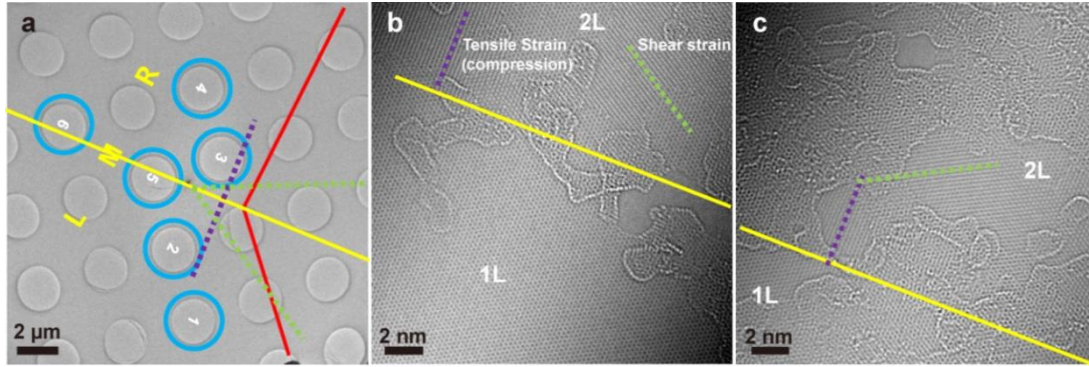 a
R
4
6
M
3
5
L
2
1
2 μm
b
2L
Tensile Strain
(compression)
Shear strain
1L
2 nm
c
2L
1L
2 nm